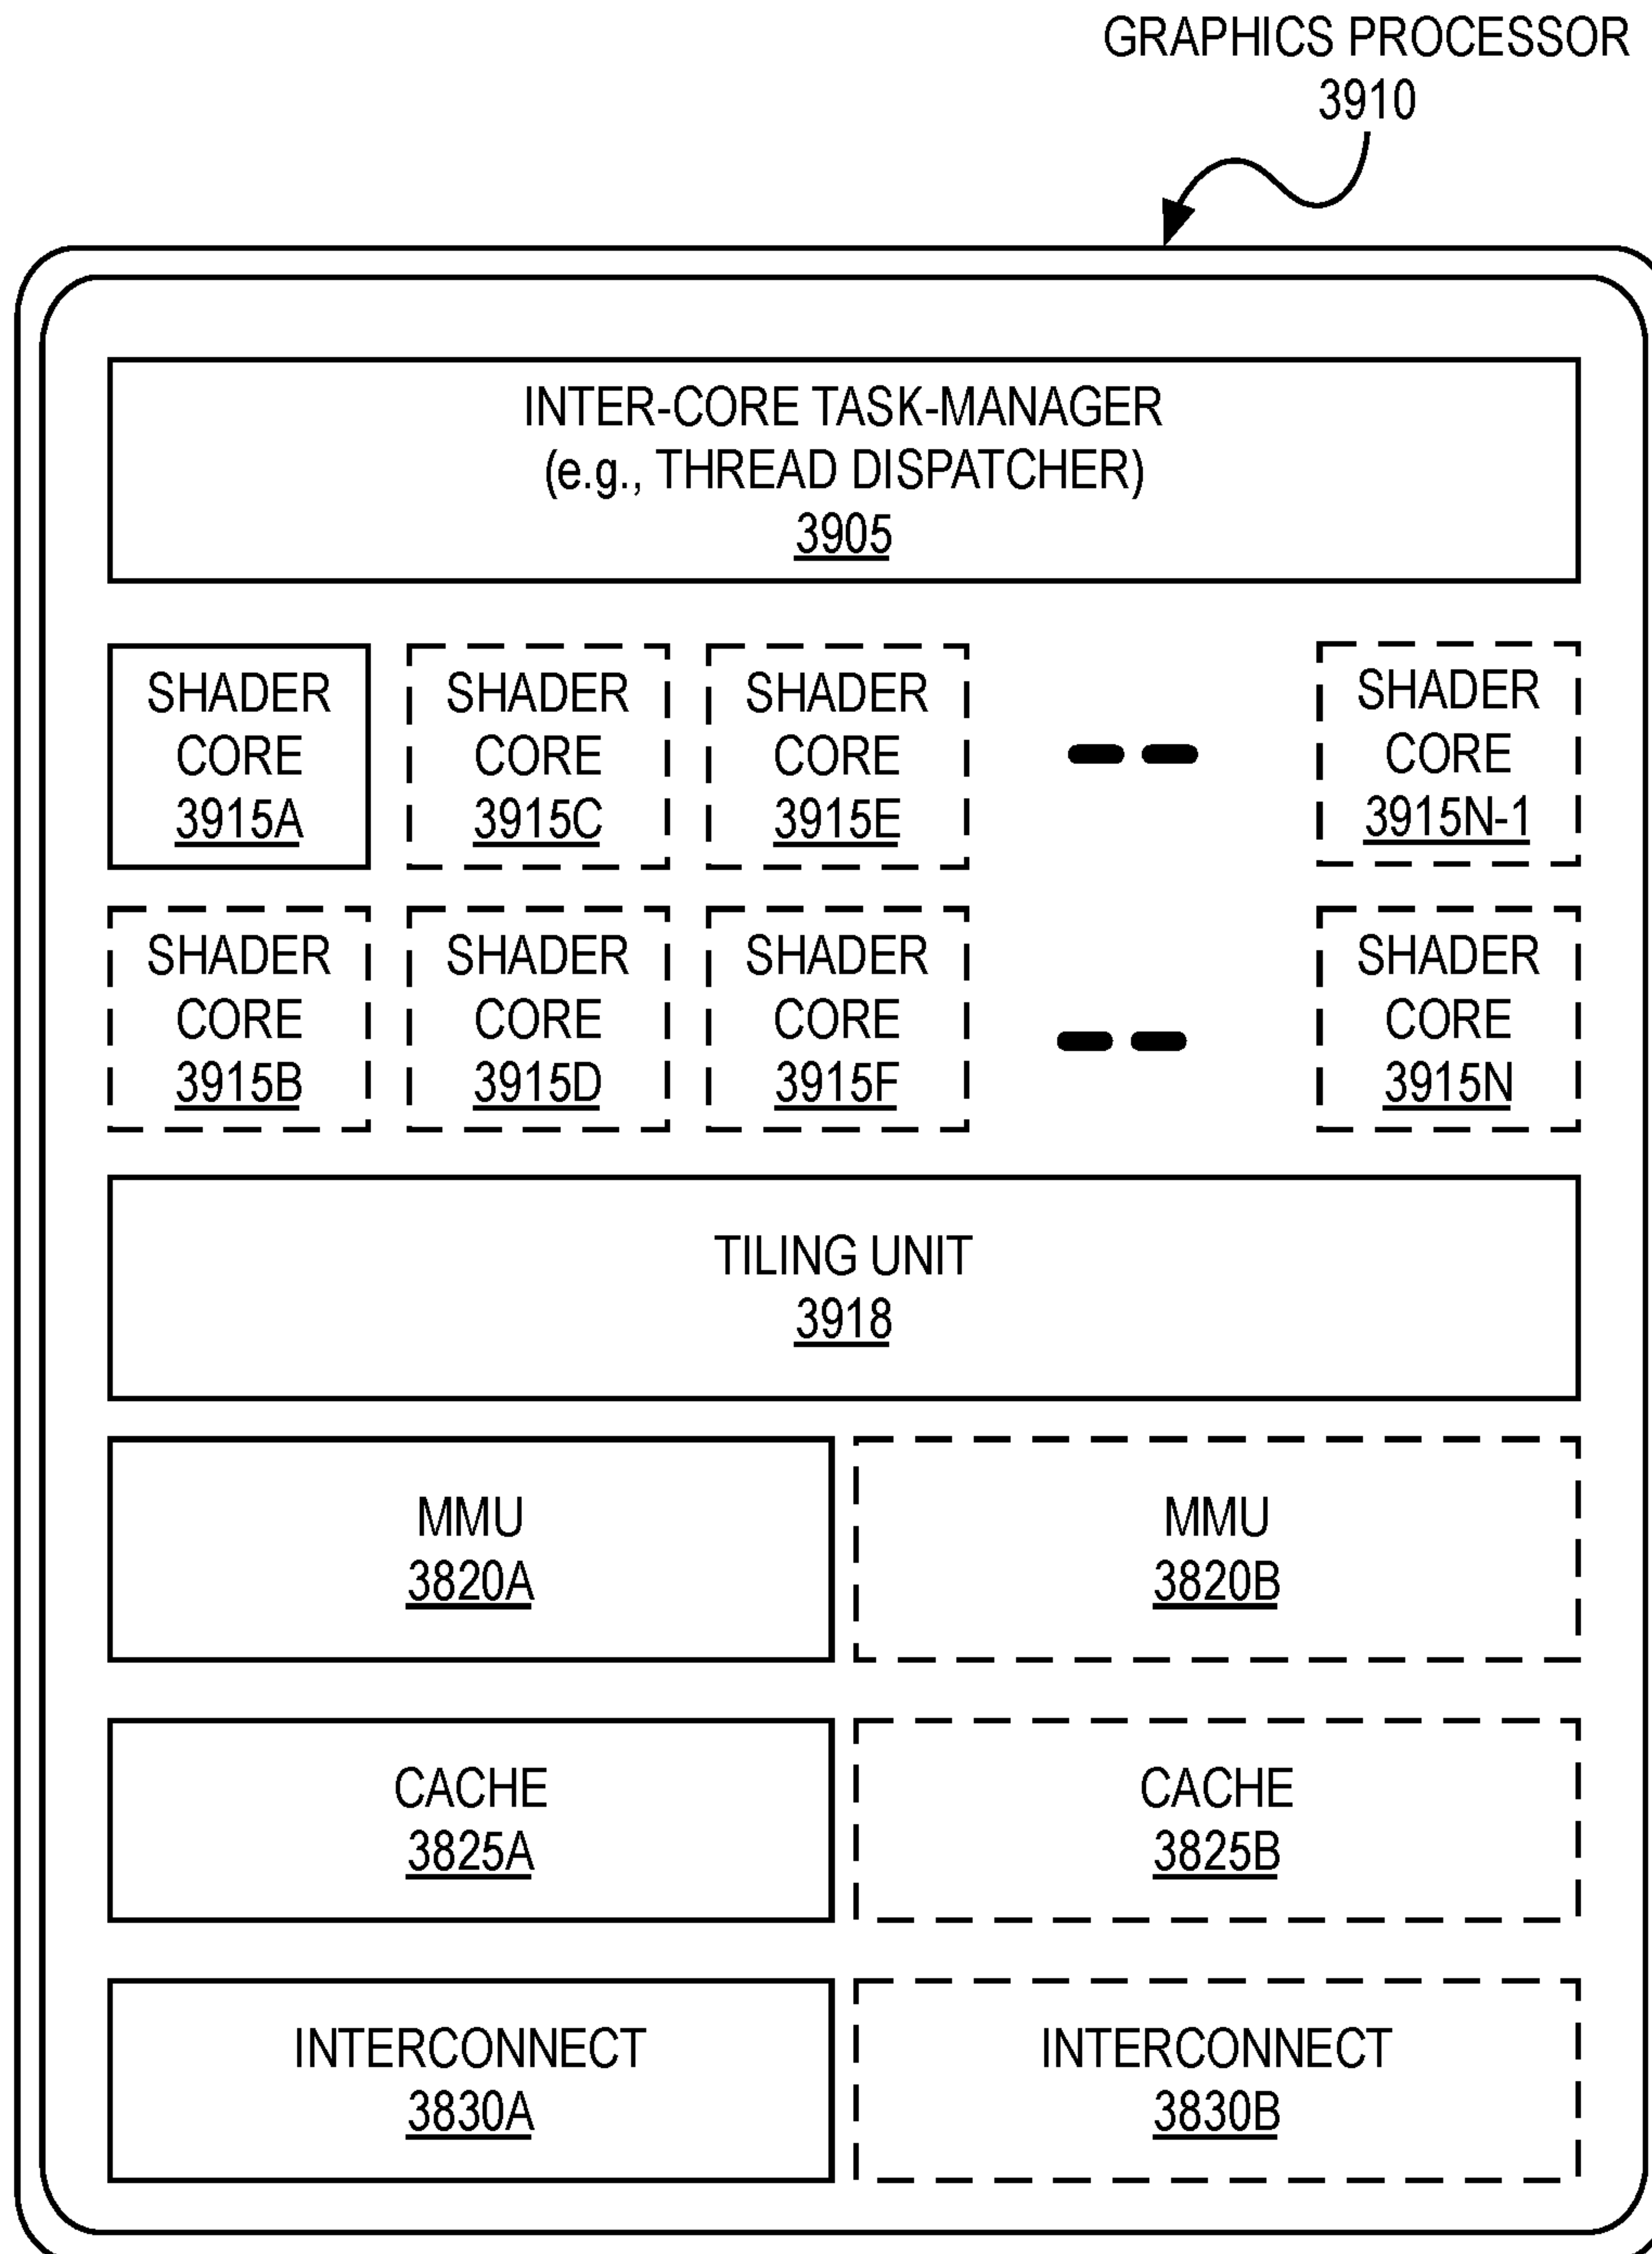 GRAPHICS PROCESSOR
3910
INTER-CORE TASK-MANAGER
(e.g., THREAD DISPATCHER)
3905
SHADER
CORE
3915A
SHADER
CORE
3915C
SHADER
CORE
3915E
SHADER
CORE
3915N-1
SHADER
CORE
3915B
SHADER
CORE
3915D
SHADER
CORE
3915F
SHADER
CORE
3915N
TILING UNIT
3918
MMU
3820A
MMU
3820B
CACHE
3825A
CACHE
3825B
INTERCONNECT
3830A
INTERCONNECT
3830B